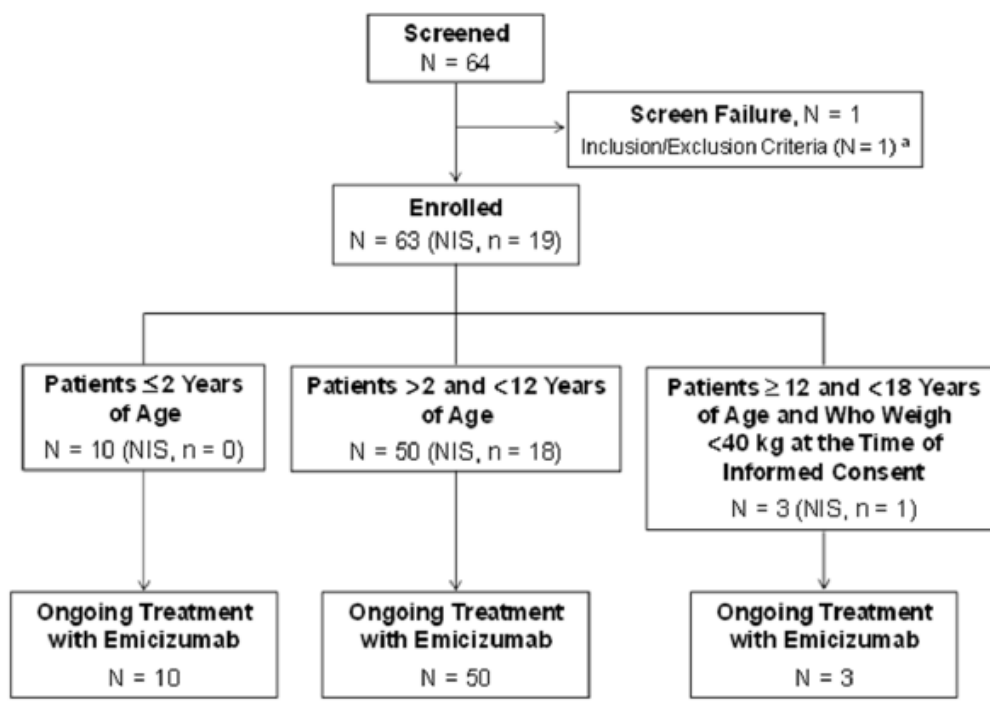 Screened
N = 64
Screen Failure, N = 1
Inclusion/Exclusion Criteria (N = 1) a
Enrolled
N = 63 (NIS, n = 19)
Patients ≤2 Years
of Age
N = 10 (NIS, n = 0)
Patients >2 and <12 Years
of Age
N = 50 (NIS, n = 18)
Patients ≥ 12 and <18 Years
of Age and Who Weigh
<40 kg at the Time of
Informed Consent
N = 3 (NIS, n = 1)
Ongoing Treatment
with Emicizumab
N = 10
Ongoing Treatment
with Emicizumab
N = 50
Ongoing Treatment
with Emicizumab
N = 3